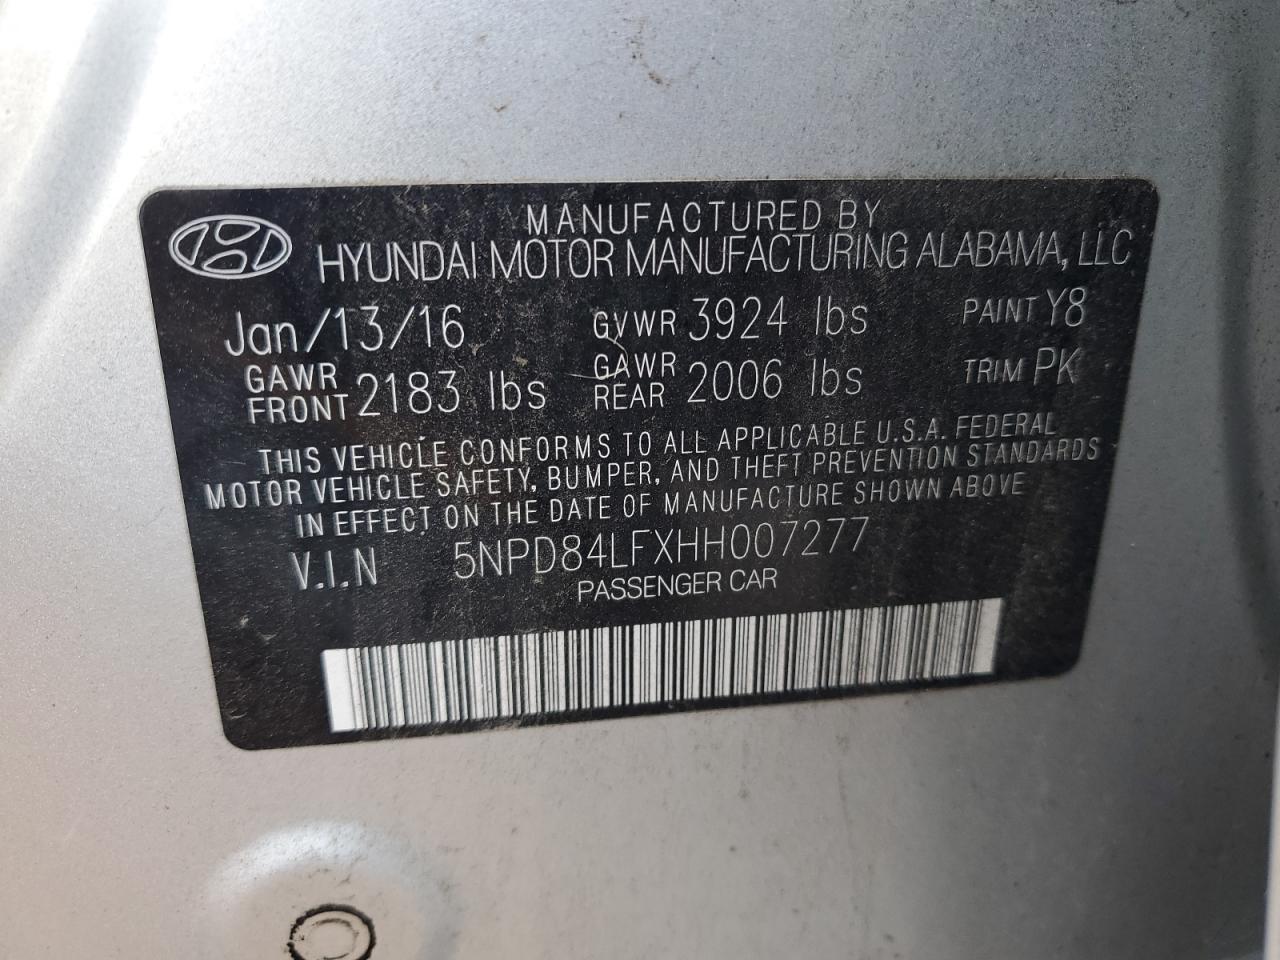 MANUFACTURED BY
HYUNDAI MOTOR MANUFACTURING ALABAMA, LLC
Jan/13/16 GVWR 3924 lbs PAINT Y8
GAWR FRONT 2183 lbs GAWR REAR 2006 lbs TRIM PK
THIS VEHICLE CONFORMS TO ALL APPLICABLE U.S.A. FEDERAL
MOTOR VEHICLE SAFETY, BUMPER, AND THEFT PREVENTION STANDARDS
IN EFFECT ON THE DATE OF MANUFACTURE SHOWN ABOVE
V.I.N 5NPD84LFXHH007277
PASSENGER CAR